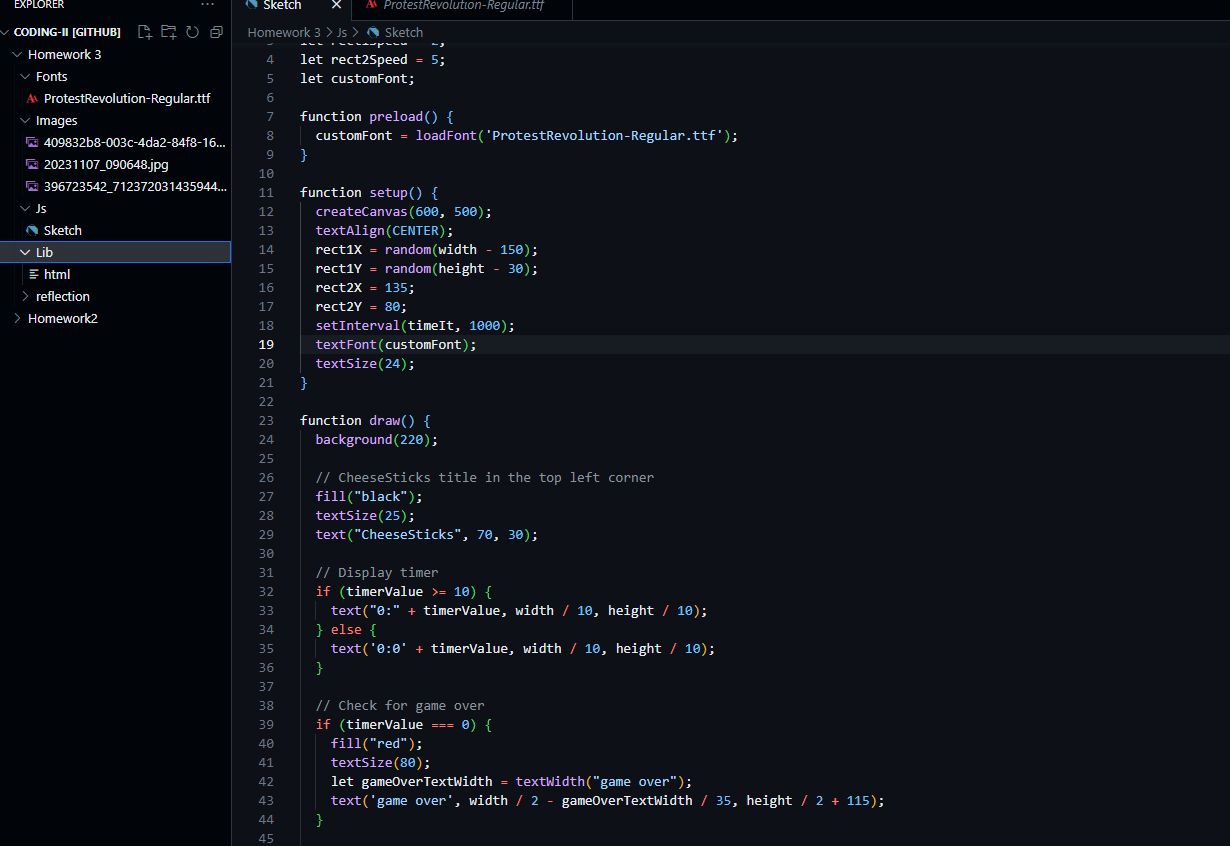 EXPLORER ...
CODING-II [GITHUB]
Homework 3
Fonts
ProtestRevolution-Regular.ttf
Images
409832b8-003c-4da2-84f8-16...
20231107_090648.jpg
396723542_712372031435944...
Js
Sketch
Lib
html
reflection
Homework2
Sketch
ProtestRevolution-Regular.ttf
Homework 3 > Js > Sketch
4 let rect2Speed = 5;
5 let customFont;
6
7 function preload() {
8 customFont = loadFont('ProtestRevolution-Regular.ttf');
9 }
10
11 function setup() {
12 createCanvas(600, 500);
13 textAlign(CENTER);
14 rect1X = random(width - 150);
15 rect1Y = random(height - 30);
16 rect2X = 135;
17 rect2Y = 80;
18 setInterval(timeIt, 1000);
19 textFont(customFont);
20 textSize(24);
21 }
22
23 function draw() {
24 background(220);
25
26 // CheeseSticks title in the top left corner
27 fill("black");
28 textSize(25);
29 text("CheeseSticks", 70, 30);
30
31 // Display timer
32 if (timerValue >= 10) {
33 text("0:" + timerValue, width / 10, height / 10);
34 } else {
35 text('0:0' + timerValue, width / 10, height / 10);
36 }
37
38 // Check for game over
39 if (timerValue === 0) {
40 fill("red");
41 textSize(80);
42 let gameOverTextWidth = textWidth("game over");
43 text('game over', width / 2 - gameOverTextWidth / 35, height / 2 + 115);
44 }
45